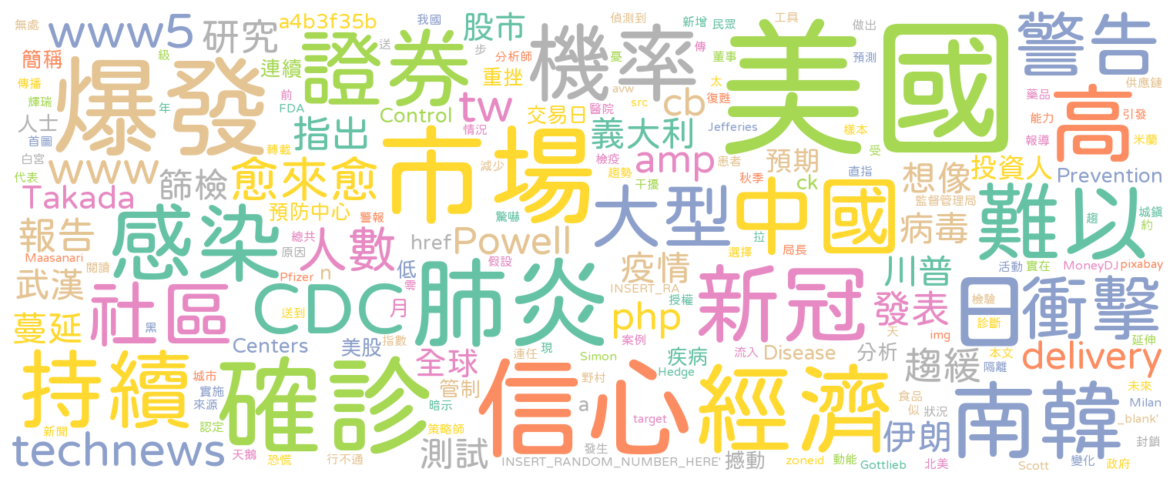 無處 www5 研究 a4b3f35b 我國 股市 偵測到 新增 民眾 工具 做出
簡稱 爆發 證券 送 步 分析師 機率 憂 董事 傳 美國 預測 警告
傳播 級 連續 重挫 avw src 太 復甦 供應鏈
輝瑞 年 前 FDA Control tw 交易日 醫院 cb 藥品 高
人士 首圖 指出 情況 義大利 Jefferies 樣本 能力 引發
白宮 www 轉載 市場 減少 檢疫 amp 患者 預期 受 報導 米蘭
代表 篩檢 愈來愈 趨勢 干擾 秋季 直指 ck 想像 投資人 Prevention
Takada 預防中心 警報 驚嚇 大型 中國 監督管理局 難以 城鎮
報告 感染 總共 人數 href Powell 拉 病毒 趨 約
Maasanari 原因 假設 疫情 選擇 局長 川普 活動 實在 MoneyDJ pixabay
武漢 閱讀 Pfizer n 低 零 肺炎 INSERT_RA 新冠 日 衝擊
社區 送到 CDC 月 授權 php 發表 檢驗 診斷
蔓延 黑 Centers 美股 指數 現 案例 流入 天 img 本文 延伸
持續 城市 全球 連任 Simon 疾病 Disease 分析 趨緩 隔離 delivery
實施 來源 確診 暗示 管制 a 野村 信心 Hedge 經濟 食品 未來
新聞 認定 策略師 target 似 狀況 伊朗 南韓 Milan _blank'
technews 天鵝 恐慌 行不通 測試 發生 撼動 zoneid 動能 變化 封鎖
INSERT_RANDOM_NUMBER_HERE' Gottlieb 北美 Scott 政府